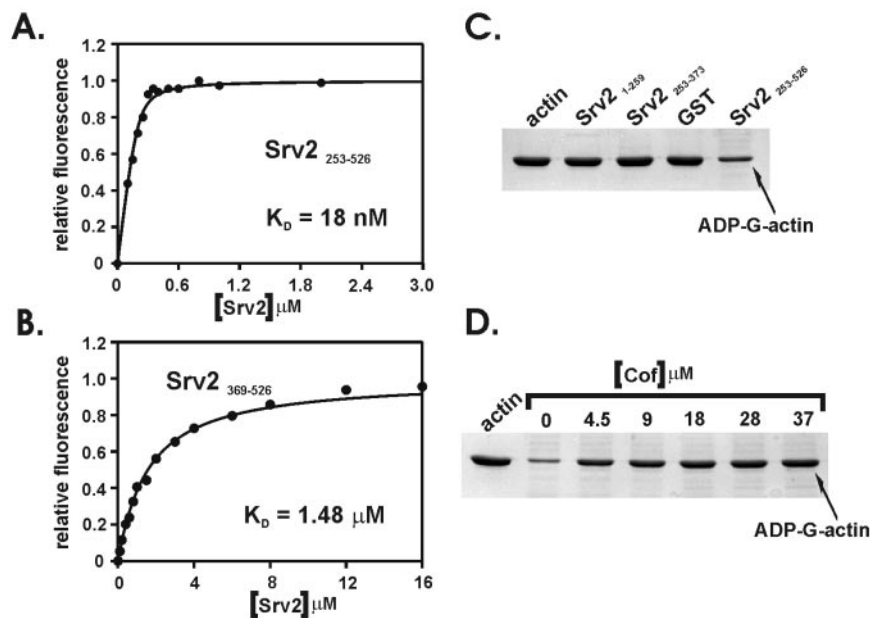 A.
relative fluorescence
1.2
1.0
0.8
0.6
0.4
0.2
0
Srv2 253-526
KD = 18 nM
0 0.6 1.2 1.8 2.4 3.0
[Srv2] μM
B.
relative fluorescence
1.2
1.0
0.8
0.6
0.4
0.2
0
Srv2 369-526
KD = 1.48 μM
0 4 8 12 16
[Srv2] μM
C.
actin Srv2 1-259 Srv2 253-373 GST Srv2 253-526
ADP-G-actin
D.
[Cof] μM
actin 0 4.5 9 18 28 37
ADP-G-actin